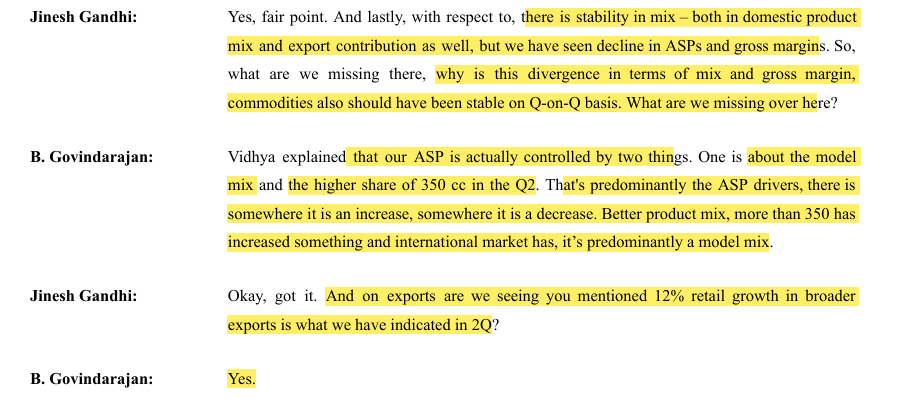 Jinesh Gandhi: Yes, fair point. And lastly, with respect to, there is stability in mix – both in domestic product
mix and export contribution as well, but we have seen decline in ASPs and gross margins. So,
what are we missing there, why is this divergence in terms of mix and gross margin,
commodities also should have been stable on Q-on-Q basis. What are we missing over here?
B. Govindarajan: Vidhya explained that our ASP is actually controlled by two things. One is about the model
mix and the higher share of 350 cc in the Q2. That's predominantly the ASP drivers, there is
somewhere it is an increase, somewhere it is a decrease. Better product mix, more than 350 has
increased something and international market has, it’s predominantly a model mix.
Jinesh Gandhi: Okay, got it. And on exports are we seeing you mentioned 12% retail growth in broader
exports is what we have indicated in 2Q?
B. Govindarajan: Yes.